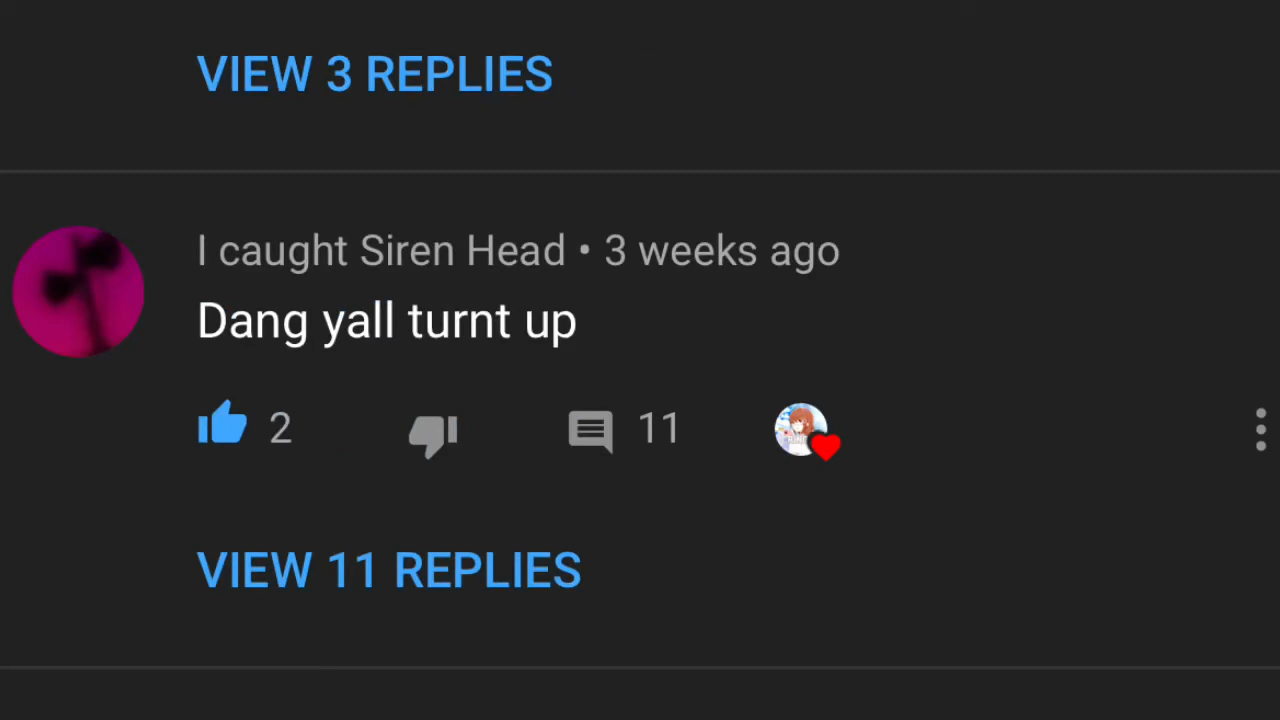 VIEW 3 REPLIES
I caught Siren Head • 3 weeks ago
Dang yall turnt up
2
11
VIEW 11 REPLIES